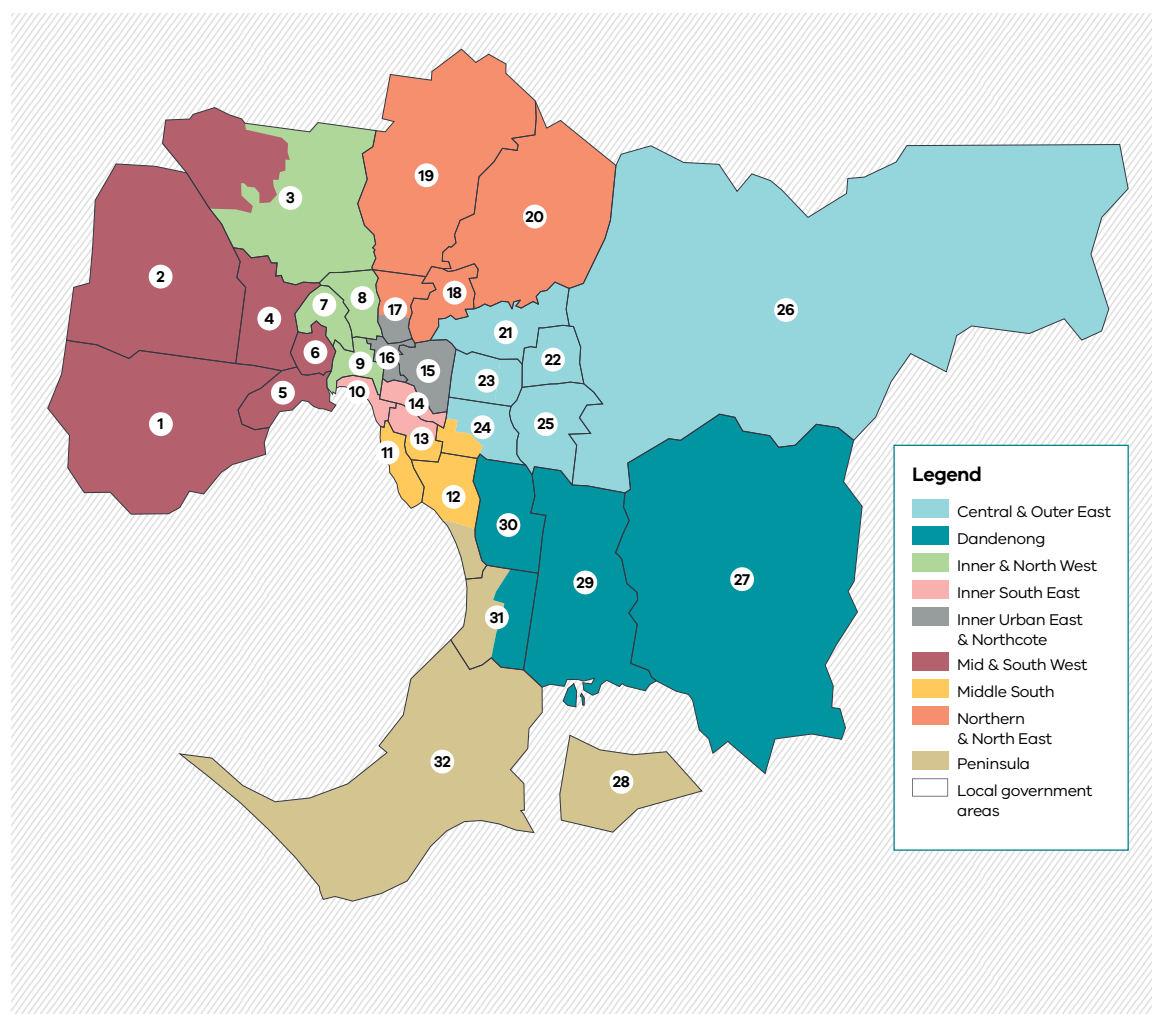 19
20
3
2
26
18
8
7
17
4
21
6
16
22
9
15
23
5
10
14
1
24
25
13
11
12
30
27
29
31
32
28
Legend
Central & Outer East
Dandenong
Inner & North West
Inner South East
Inner Urban East
& Northcote
Mid & South West
Middle South
Northern
& North East
Peninsula
Local government
areas